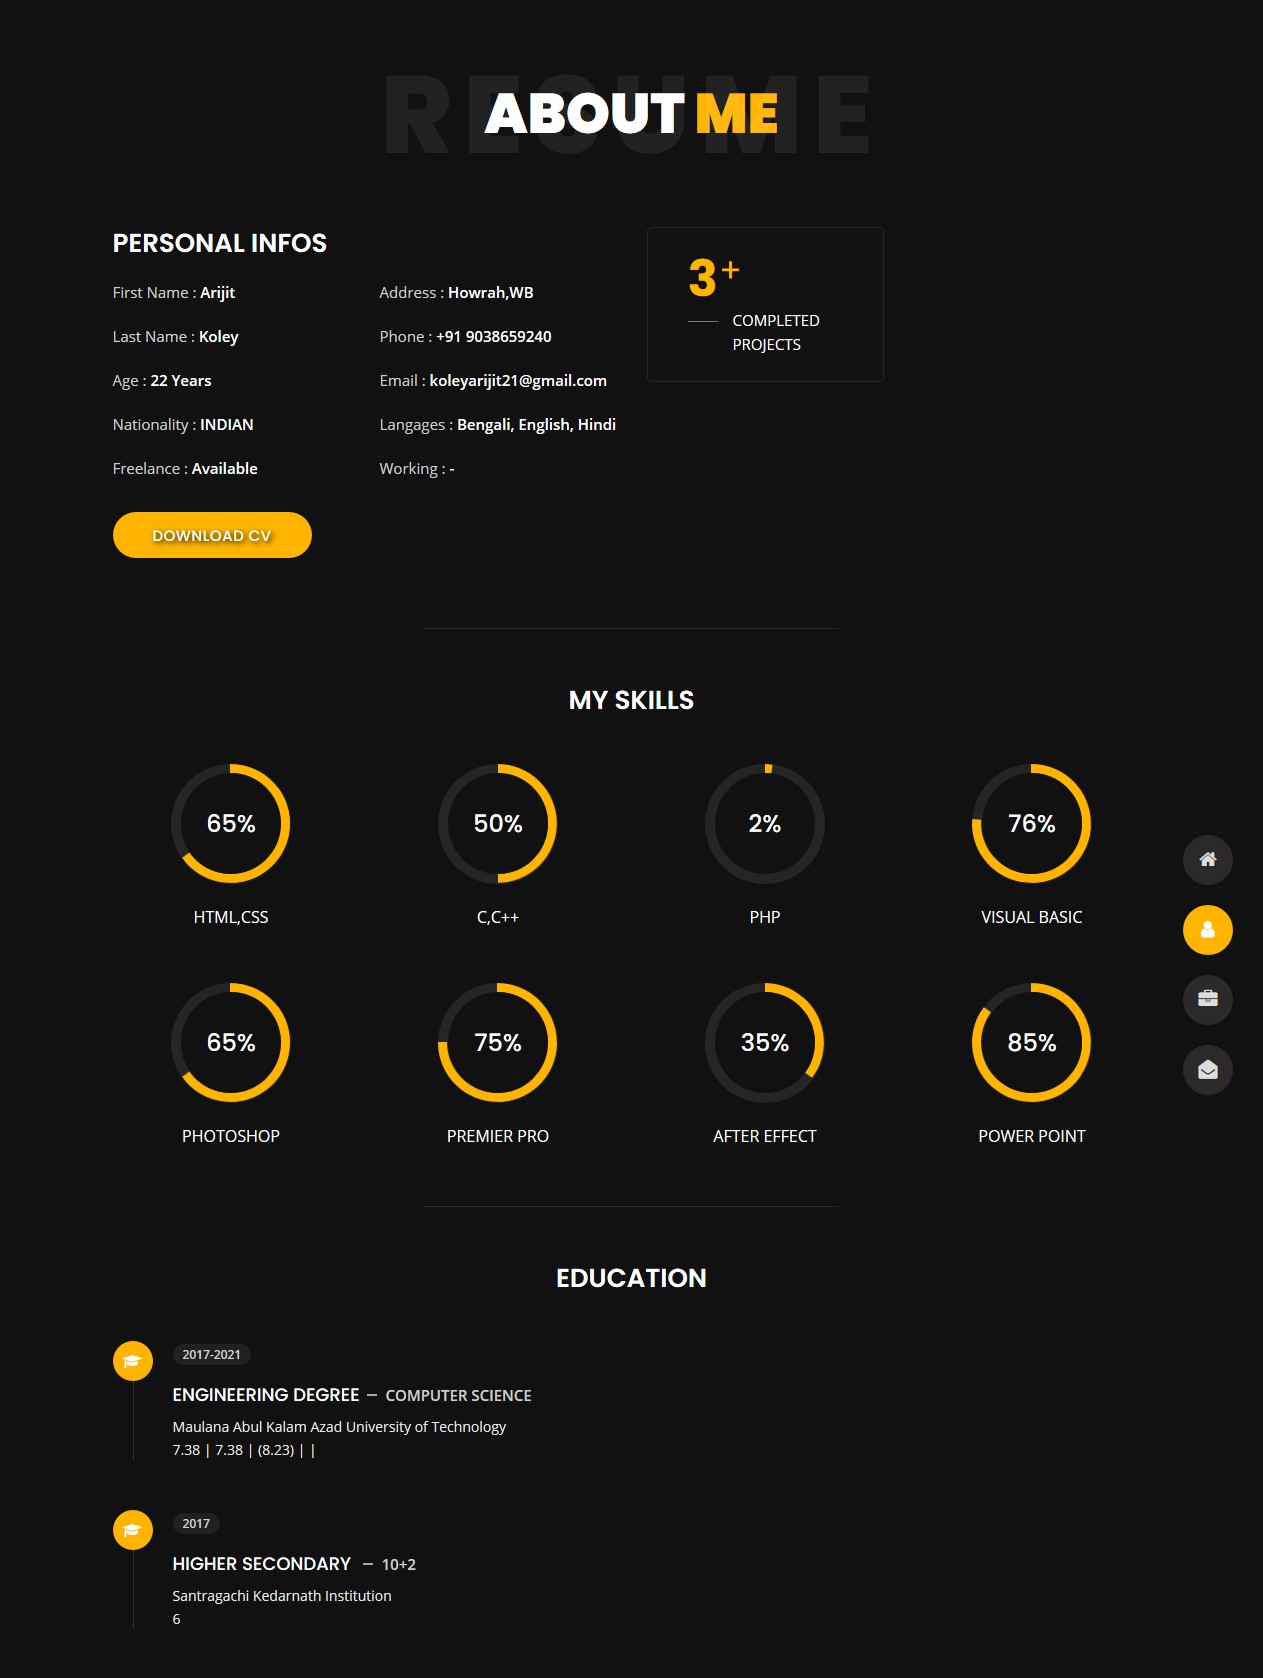 RESUME
ABOUT ME
PERSONAL INFOS
First Name : Arijit
Address : Howrah,WB
Last Name : Koley
Phone : +91 9038659240
Age : 22 Years
Email : koleyarijit21@gmail.com
Nationality : INDIAN
Langages : Bengali, English, Hindi
Freelance : Available
Working : -
3+
COMPLETED
PROJECTS
DOWNLOAD CV
MY SKILLS
65%
50%
2%
76%
HTML,CSS
C,C++
PHP
VISUAL BASIC
65%
75%
35%
85%
PHOTOSHOP
PREMIER PRO
AFTER EFFECT
POWER POINT
EDUCATION
2017-2021
ENGINEERING DEGREE — COMPUTER SCIENCE
Maulana Abul Kalam Azad University of Technology
7.38 | 7.38 | (8.23) | |
2017
HIGHER SECONDARY — 10+2
Santragachi Kedarnath Institution
6